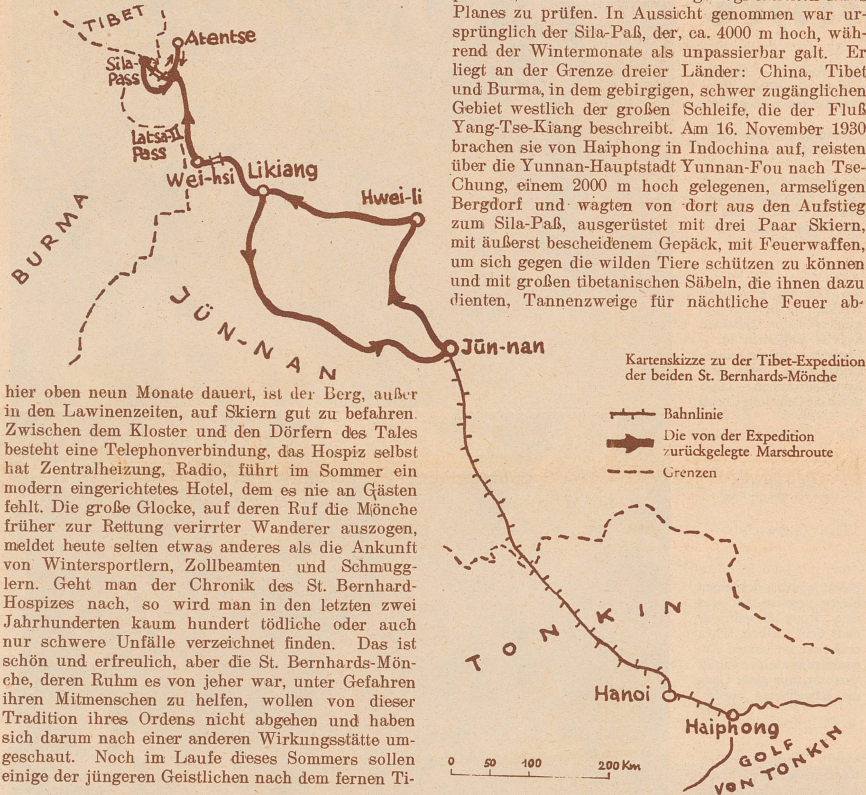 Planes zu prüfen. In Aussicht genommen war ur-
sprünglich der Sila-Paß, der, ca. 4000 m hoch, wäh-
rend der Wintermonate als unpassierbar galt. Er
liegt an der Grenze dreier Länder: China, Tibet
und Burma, in dem gebirgigen, schwer zugänglichen
Gebiet westlich der großen Schleife, die der Fluß
Yang-Tse-Kiang beschreibt. Am 16. November 1930
brachen sie von Haiphong in Indochina auf, reisten
über die Yunnan-Hauptstadt Yunnan-Fou nach Tse-
Chung, einem 2000 m hoch gelegenen, armseligen
Bergdorf und wagten von dort aus den Aufstieg
zum Sila-Paß, ausgerüstet mit drei Paar Skiern,
mit äußerst bescheidenem Gepäck, mit Feuerwaffen,
um sich gegen die wilden Tiere schützen zu können
und mit großen tibetanischen Säbeln, die ihnen dazu
dienten, Tannenzweige für nächtliche Feuer ab-
TIBET
Atentse
Sila-
Pass
Latsa-
Pass
Wei-hsi
Likiang
Hwei-li
BURMA
JÜN-NAN
Jün-nan
Kartenskizze zu der Tibet-Expedition
der beiden St. Bernhards-Mönche
Bahnlinie
Die von der Expedition
zurückgelegte Marschroute
Grenzen
TONKIN
Hanoi
Haiphong
GOLF
VON TONKIN
0 50 100 200 Km
hier oben neun Monate dauert, ist der Berg, außer
in den Lawinenzeiten, auf Skiern gut zu befahren.
Zwischen dem Kloster und den Dörfern des Tales
besteht eine Telephonverbindung, das Hospiz selbst
hat Zentralheizung, Radio, führt im Sommer ein
modern eingerichtetes Hotel, dem es nie an Gästen
fehlt. Die große Glocke, auf deren Ruf die Mönche
früher zur Rettung verirrter Wanderer auszogen,
meldet heute selten etwas anderes als die Ankunft
von Wintersportlern, Zollbeamten und Schmugg-
lern. Geht man der Chronik des St. Bernhard-
Hospizes nach, so wird man in den letzten zwei
Jahrhunderten kaum hundert tödliche oder auch
nur schwere Unfälle verzeichnet finden. Das ist
schön und erfreulich, aber die St. Bernhards-Mön-
che, deren Ruhm es von jeher war, unter Gefahren
ihren Mitmenschen zu helfen, wollen von dieser
Tradition ihres Ordens nicht abgehen und haben
sich darum nach einer anderen Wirkungsstätte um-
geschaut. Noch im Laufe dieses Sommers sollen
einige der jüngeren Geistlichen nach dem fernen Ti-